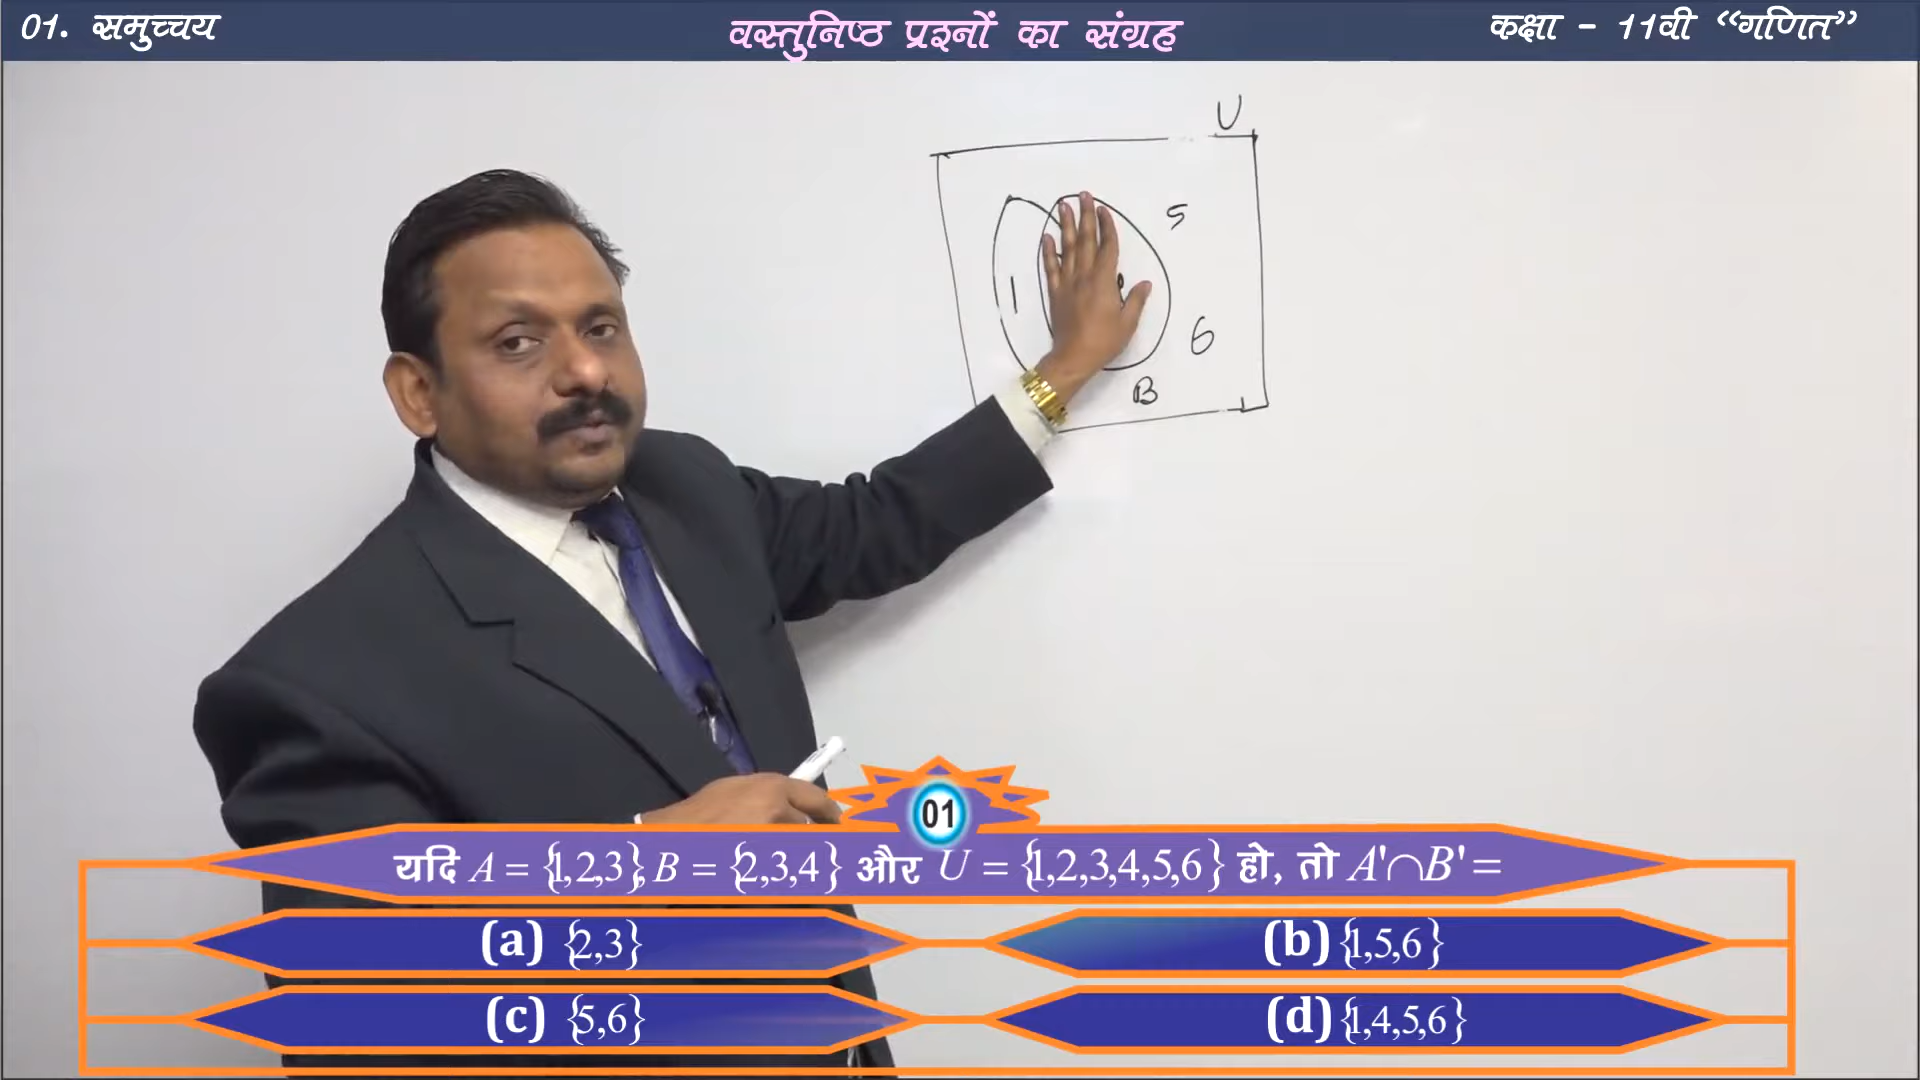 01. समुच्चय
वस्तुनिष्ठ प्रश्नों का संग्रह
कक्षा - 11वी “गणित”
U
5
1
6
B
01
यदि A = {1,2,3}, B = {2,3,4} और U = {1,2,3,4,5,6} हो, तो A'∩B' =
(a) {2,3}
(b) {1,5,6}
(c) {5,6}
(d) {1,4,5,6}